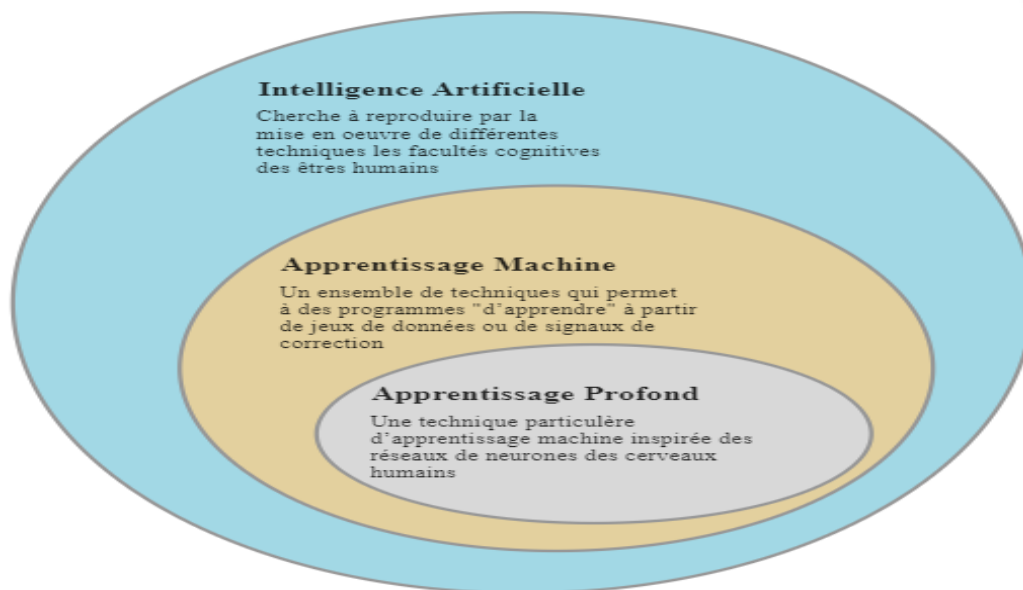 Intelligence Artificielle
Cherche à reproduire par la
mise en oeuvre de différentes
techniques les facultés cognitives
des êtres humains
Apprentissage Machine
Un ensemble de techniques qui permet
à des programmes "d'apprendre" à partir
de jeux de données ou de signaux de
correction
Apprentissage Profond
Une technique particulère
d'apprentissage machine inspirée des
réseaux de neurones des cerveaux
humains